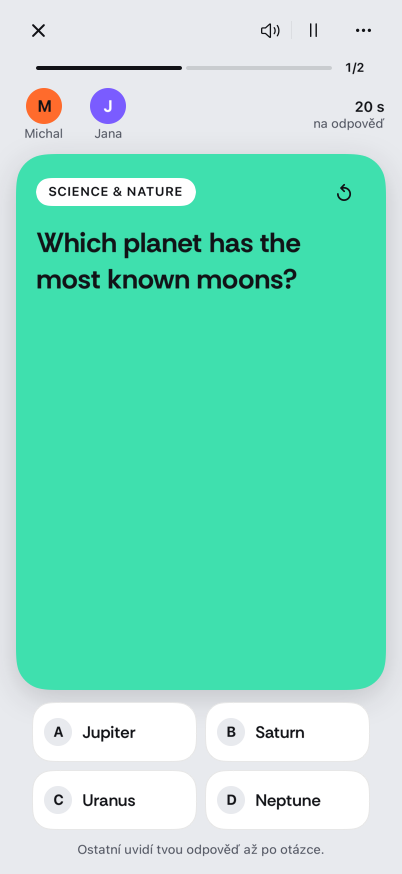 1/2
M
J
20 s
Michal
Jana
na odpověď
SCIENCE & NATURE
Which planet has the
most known moons?
A Jupiter
B Saturn
C Uranus
D Neptune
Ostatní uvidí tvou odpověď až po otázce.